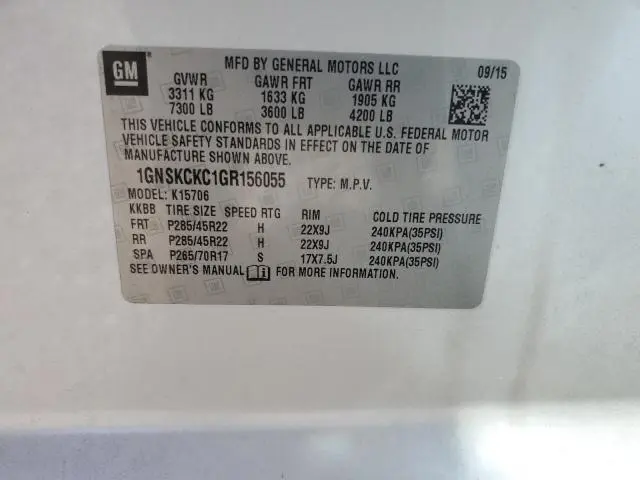 GM
MFD BY GENERAL MOTORS LLC 09/15
GVWR GAWR FRT GAWR RR
3311 KG 1633 KG 1905 KG
7300 LB 3600 LB 4200 LB
THIS VEHICLE CONFORMS TO ALL APPLICABLE U.S. FEDERAL MOTOR
VEHICLE SAFETY STANDARDS IN EFFECT ON THE DATE OF
MANUFACTURE SHOWN ABOVE.
1GNSKCKC1GR156055 TYPE: M.P.V.
MODEL: K15706
KKBB TIRE SIZE SPEED RTG RIM COLD TIRE PRESSURE
FRT P285/45R22 H 22X9J 240KPA(35PSI)
RR P285/45R22 H 22X9J 240KPA(35PSI)
SPA P265/70R17 S 17X7.5J 240KPA(35PSI)
SEE OWNER'S MANUAL FOR MORE INFORMATION.